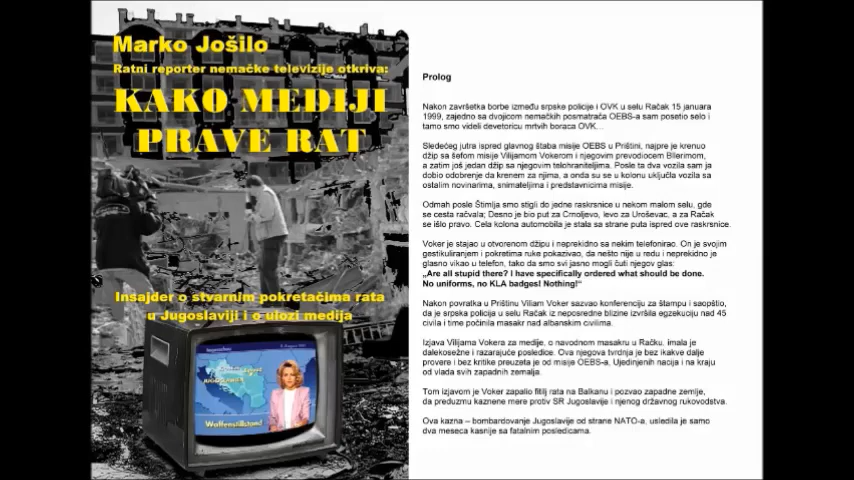 Marko Jošilo
Ratni reporter nemačke televizije otkriva:
KAKO MEDIJI
PRAVE RAT
Insajder o stvarnim pokretačima rata
u Jugoslaviji i o ulozi medija
Waffenstillstand
Prolog
Nakon završetka borbe između srpske policije i OVK u selu Račak 15 januara
1999, zajedno sa dvojicom nemačkih posmatrača OEBS-a sam posetio selo i
tamo smo videli devetoricu mrtvih boraca OVK...
Sledećeg jutra ispred glavnog štaba misije OEBS u Prištini, najpre je krenuo
džip sa šefom misije Vilijamom Vokerom i njegovim prevodiocem Blierimom,
a zatim još jedan džip sa njegovim telohraniteljima. Posle ta dva vozila sam ja
dobio odobrenje da krenem za njima, a onda su se u kolonu uključla vozila sa
ostalim novinarima, snimateljima i predstavnicima misije.
Odmah posle Štimlja smo stigli do jedne raskrsnice u nekom malom selu, gde
se cesta račvala; Desno je bio put za Crnoljevo, levo za Uroševac, a za Račak
se išlo pravo. Cela kolona automobila je stala sa strane puta ispred ove raskrsnice.
Voker je stajao u otvorenom džipu i neprekidno sa nekim telefonirao. On je svojim
gestikuliranjem i pokretima ruke pokazivao, da nešto nije u redu i neprekidno je
glasno vikao u telefon, tako da smo svi jasno mogli čuti njegov glas:
„Are all stupid there? I have specifically ordered what should be done.
No uniforms, no KLA badges! Nothing!“
Nakon povratka u Prištinu Viliam Voker sazvao konferenciju za štampu i saopštio,
da je srpska policija u selu Račak iz neposredne blizine izvršila egzekuciju nad 45
civila i time počinila masakr nad albanskim civilima.
Izjava Vilijama Vokera za medije, o navodnom masakru u Račku, imala je
dalekosežne i razarajuće posledice. Ova njegova tvrdnja je bez ikakve dalje
provere i bez kritike preuzeta je od misije OEBS-a, Ujedinjenih nacija i na kraju
od vlada svih zapadnih zemalja.
Tom izjavom je Voker zapalio fitilj rata na Balkanu i pozvao zapadne zemlje,
da preduzmu kaznene mere protiv SR Jugoslavije i njenog državnog rukovodstva.
Ova kazna – bombardovanje Jugoslavije od strane NATO-a, usledila je samo
dva meseca kasnije sa fatalnim posledicama.